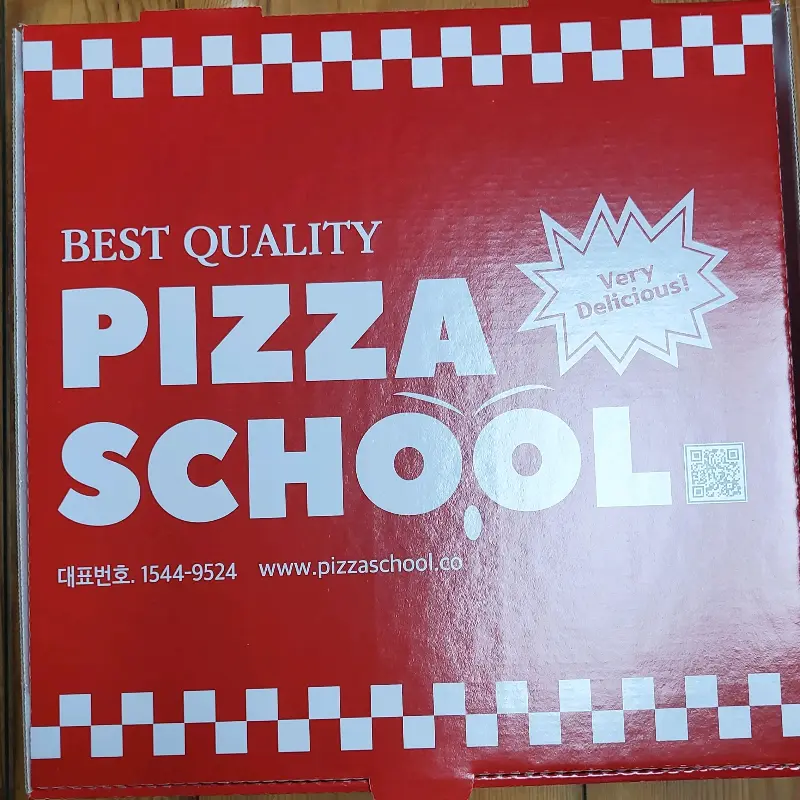 BEST QUALITY
PIZZA
SCHOOL
Very
Delicious!
대표번호. 1544-9524 www.pizzaschool.co